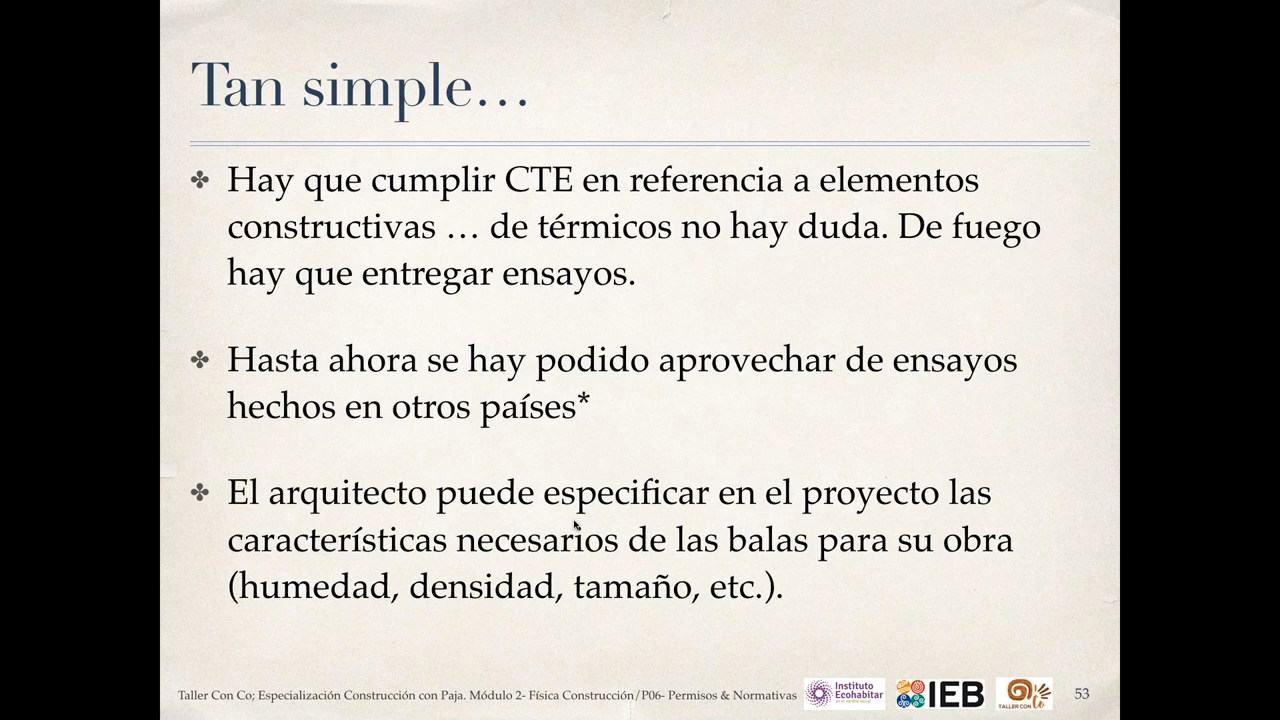 Tan simple…
Hay que cumplir CTE en referencia a elementos
constructivas … de térmicos no hay duda. De fuego
hay que entregar ensayos.
Hasta ahora se hay podido aprovechar de ensayos
hechos en otros países*
El arquitecto puede especificar en el proyecto las
características necesarios de las balas para su obra
(humedad, densidad, tamaño, etc.).
Taller Con Co; Especialización Construcción con Paja. Módulo 2- Física Construcción/P06- Permisos & Normativas
Instituto
Ecohabitar
IEB
TALLER CON Co
53